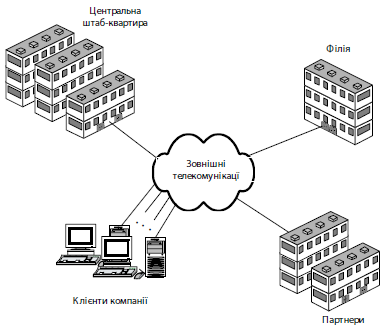 Центральна
штаб-квартира
Філія
Зовнішні
телекомунікації
Клієнти компанії
Партнери